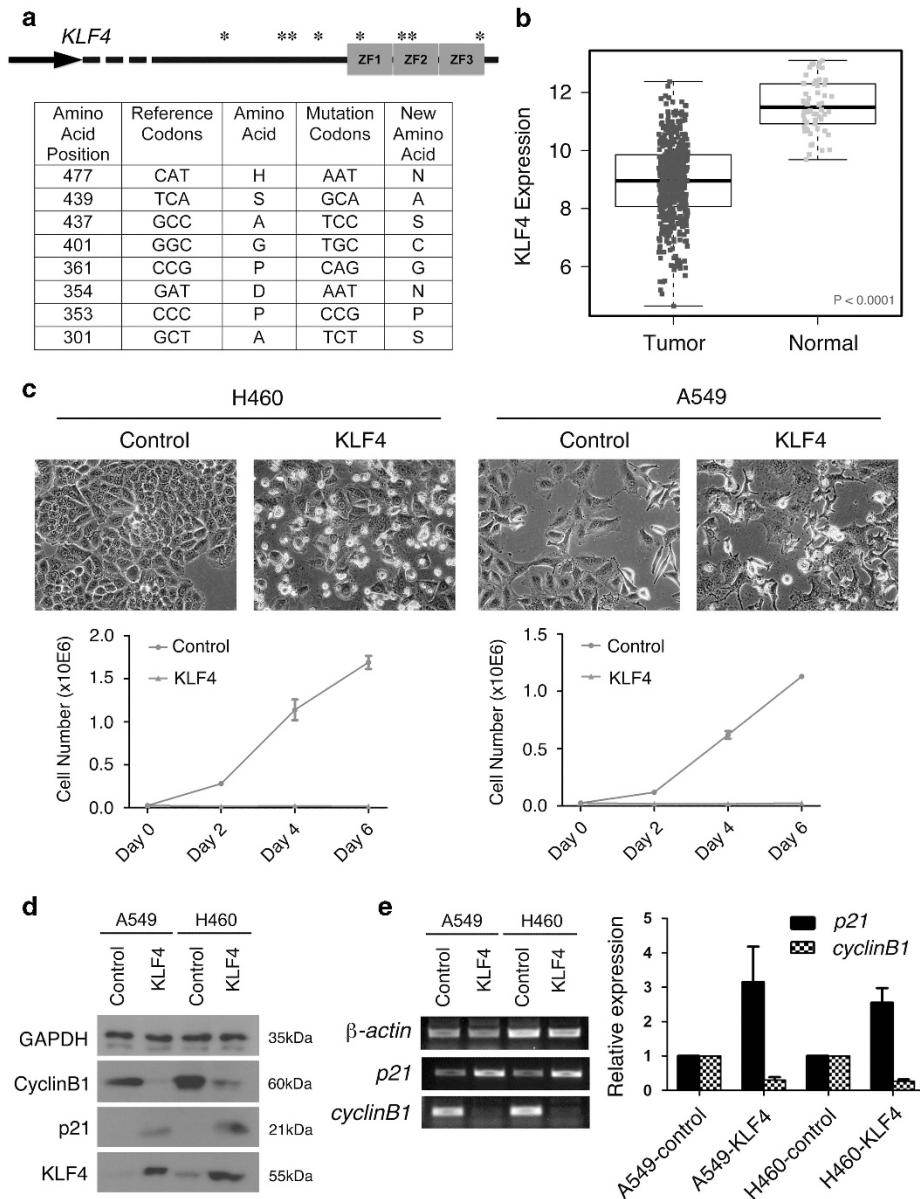 a
KLF4
* ** * * ** *
ZF1 ZF2 ZF3
Amino Acid Position Reference Codons Amino Acid Mutation Codons New Amino Acid
477 CAT H AAT N
439 TCA S GCA A
437 GCC A TCC S
401 GGC G TGC C
361 CCG P CAG G
354 GAT D AAT N
353 CCC P CCG P
301 GCT A TCT S
b
KLF4 Expression
12
10
8
6
P < 0.0001
Tumor Normal
c
H460
Control KLF4
A549
Control KLF4
Cell Number (x10E6)
2.0
1.5
1.0
0.5
0.0
Control
KLF4
Day 0 Day 2 Day 4 Day 6
Cell Number (x10E6)
1.5
1.0
0.5
0.0
Control
KLF4
Day 0 Day 2 Day 4 Day 6
d
A549 H460
Control KLF4 Control KLF4
GAPDH 35kDa
CyclinB1 60kDa
p21 21kDa
KLF4 55kDa
e
A549 H460
Control KLF4 Control KLF4
β-actin
p21
cyclinB1
Relative expression
5
4
3
2
1
0
p21
cyclinB1
A549-control A549-KLF4 H460-control H460-KLF4